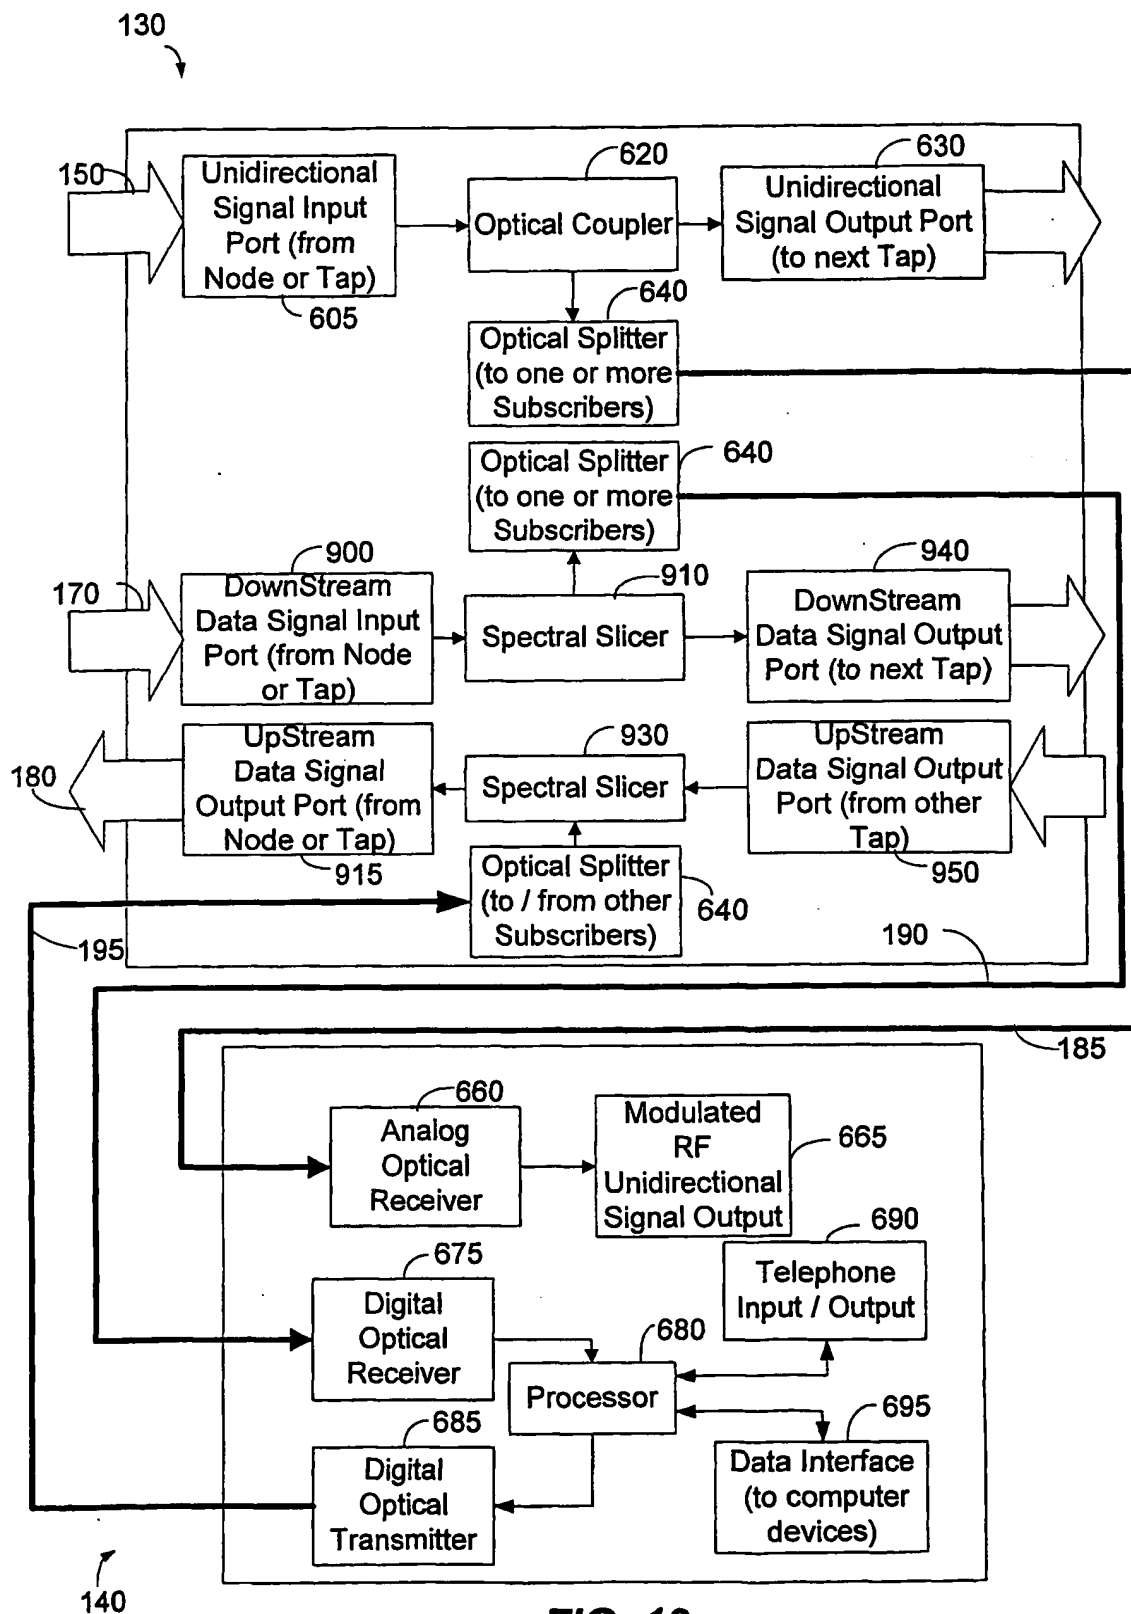 130
150
Unidirectional
Signal Input
Port (from
Node or Tap)
605
620
Optical Coupler
630
Unidirectional
Signal Output Port
(to next Tap)
640
Optical Splitter
(to one or more
Subscribers)
Optical Splitter
(to one or more
Subscribers)
640
170
900
DownStream
Data Signal Input
Port (from Node
or Tap)
910
Spectral Slicer
940
DownStream
Data Signal Output
Port (to next Tap)
180
UpStream
Data Signal
Output Port (from
Node or Tap)
915
930
Spectral Slicer
UpStream
Data Signal Output
Port (from other
Tap)
950
Optical Splitter
(to / from other
Subscribers)
640
195
190
185
660
Analog
Optical
Receiver
Modulated
RF
Unidirectional
Signal Output
665
690
Telephone
Input / Output
675
Digital
Optical
Receiver
680
Processor
685
Digital
Optical
Transmitter
695
Data Interface
(to computer
devices)
140